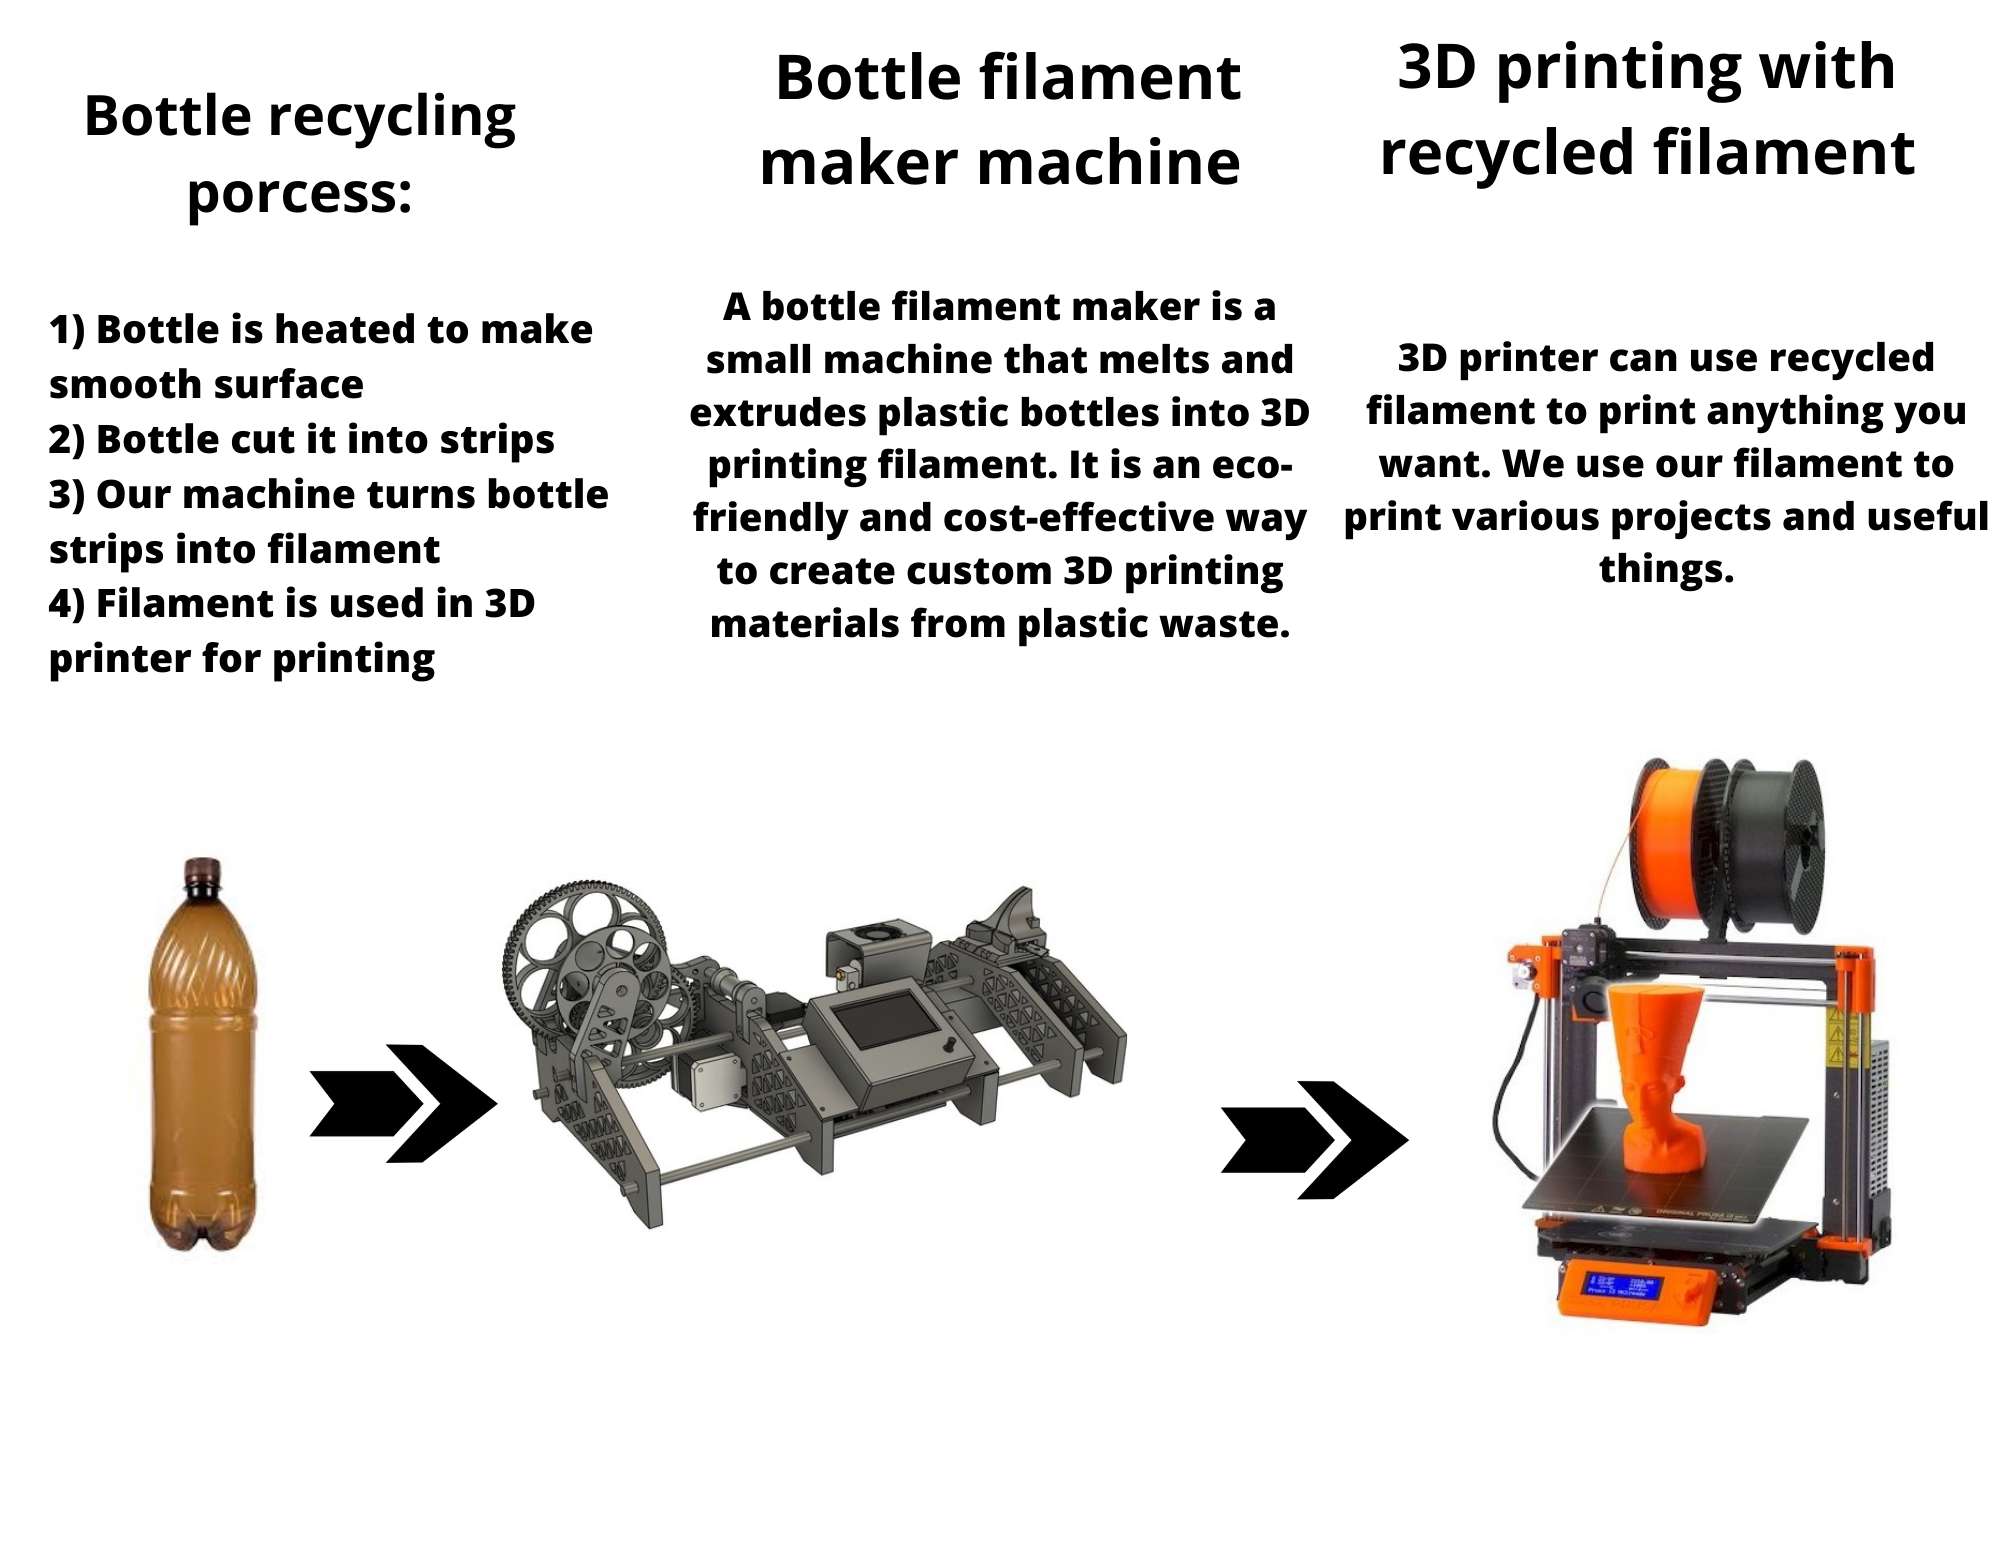 Bottle recycling
porcess:
1) Bottle is heated to make
smooth surface
2) Bottle cut it into strips
3) Our machine turns bottle
strips into filament
4) Filament is used in 3D
printer for printing
Bottle filament
maker machine
A bottle filament maker is a
small machine that melts and
extrudes plastic bottles into 3D
printing filament. It is an eco-
friendly and cost-effective way
to create custom 3D printing
materials from plastic waste.
3D printing with
recycled filament
3D printer can use recycled
filament to print anything you
want. We use our filament to
print various projects and useful
things.
ORIGINAL PRUSA